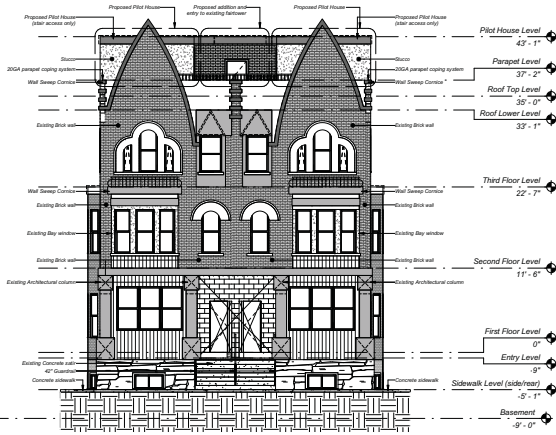 Proposed Pilot House
Proposed addition and
entry to existing fairtower
Proposed Pilot House
Proposed Pilot House
(stair access only)
Proposed Pilot House
(stair access only)
Pilot House Level
43' - 1"
Stucco
Stucco
Parapet Level
37' - 2"
20GA parapet coping system
20GA parapet coping system
Wall Sweep Cornice
Wall Sweep Cornice
Roof Top Level
35' - 0"
Roof Lower Level
33' - 1"
Existing Brick wall
Existing Brick wall
Third Floor Level
22' - 7"
Wall Sweep Cornice
Wall Sweep Cornice
Existing Brick wall
Existing Brick wall
Existing Bay window
Existing Bay window
Existing Brick wall
Existing Brick wall
Second Floor Level
11' - 6"
Existing Architectural column
Existing Architectural column
First Floor Level
0"
Entry Level
-9"
Existing Concrete satir
42" Guardrail
Concrete sidewalk
Concrete sidewalk
Sidewalk Level (side/rear)
-5' - 1"
Basement
-9' - 0"